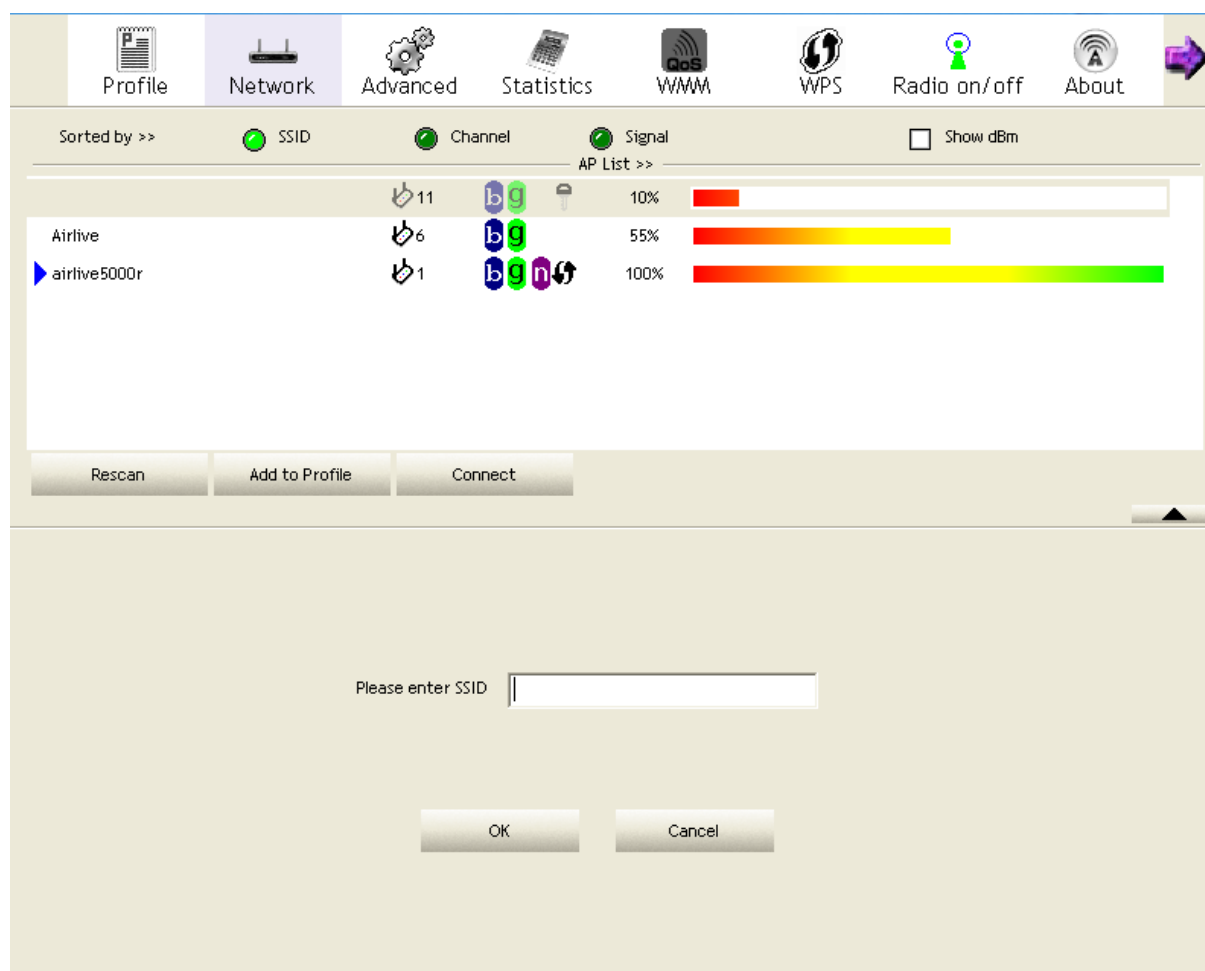 Profile Network Advanced Statistics WMM WPS Radio on/off About
Sorted by >> SSID Channel Signal Show dBm
AP List >>
11 b g 10%
Airlive 6 b g 55%
airlive5000r 1 b g n 100%
Rescan Add to Profile Connect
Please enter SSID
OK Cancel